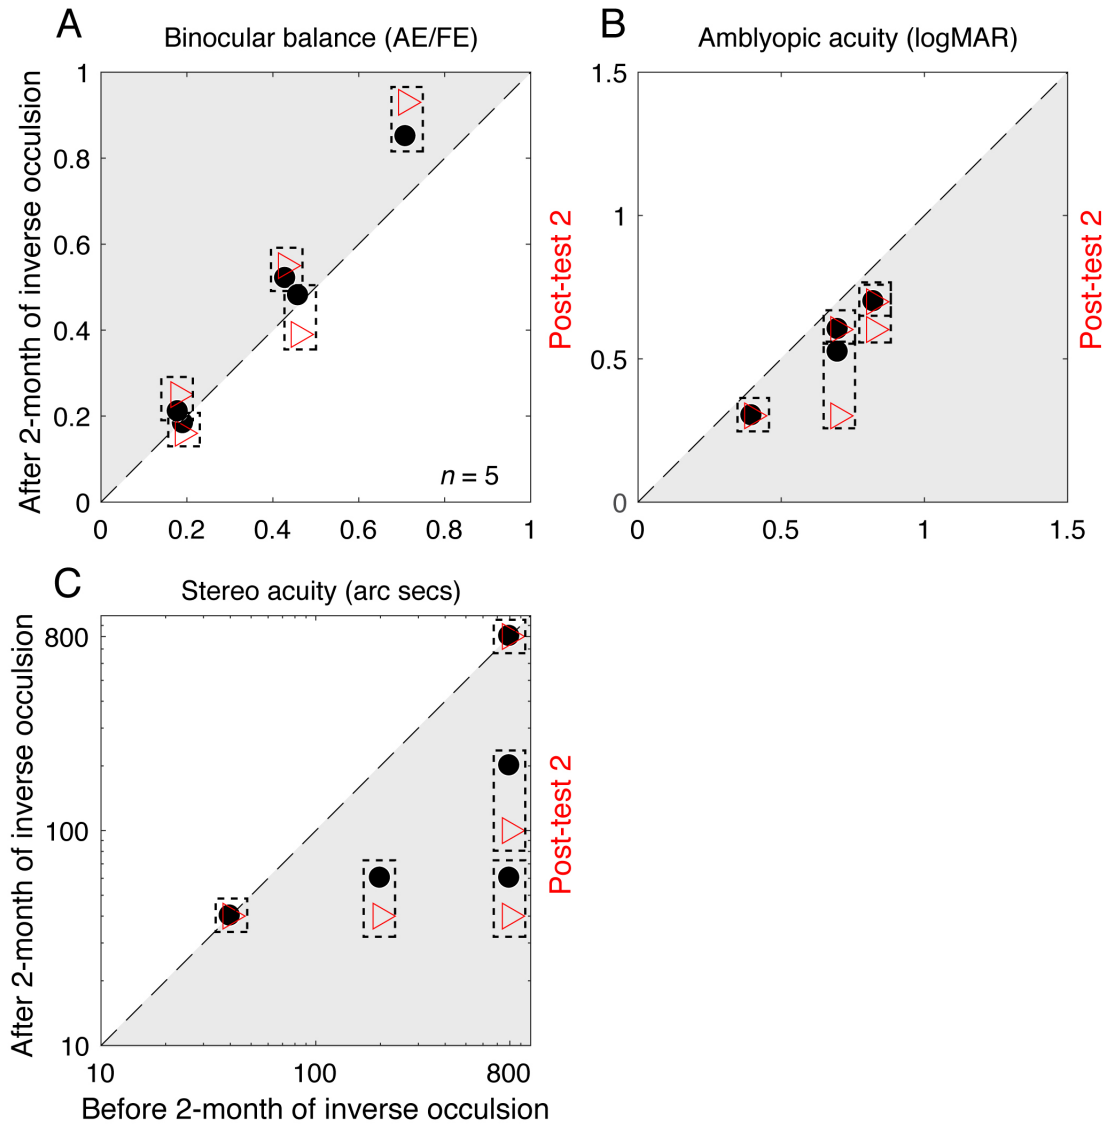 A
Binocular balance (AE/FE)
After 2-month of inverse occulsion
1
0.8
0.6
0.4
0.2
0
0
0.2
0.4
0.6
0.8
1
n = 5
Post-test 2
B
Amblyopic acuity (logMAR)
1.5
1
0.5
0
0
0.5
1
1.5
Post-test 2
C
Stereo acuity (arc secs)
After 2-month of inverse occulsion
800
100
10
10
100
800
Post-test 2
Before 2-month of inverse occulsion